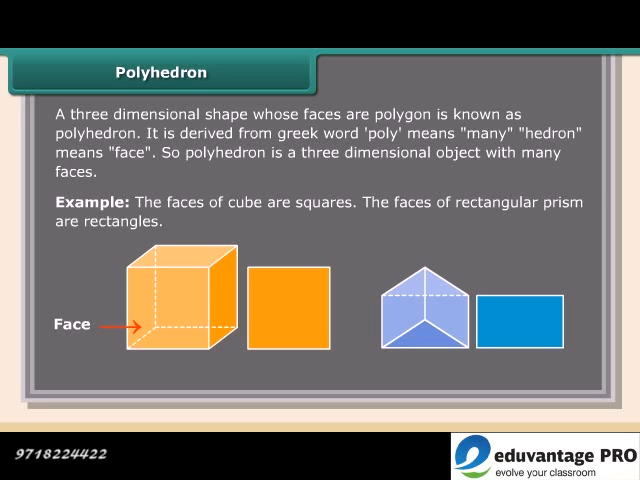 Polyhedron
A three dimensional shape whose faces are polygon is known as
polyhedron. It is derived from greek word 'poly' means "many" "hedron"
means "face". So polyhedron is a three dimensional object with many
faces.
Example: The faces of cube are squares. The faces of rectangular prism
are rectangles.
Face
9718224422
eduvantage PRO
evolve your classroom